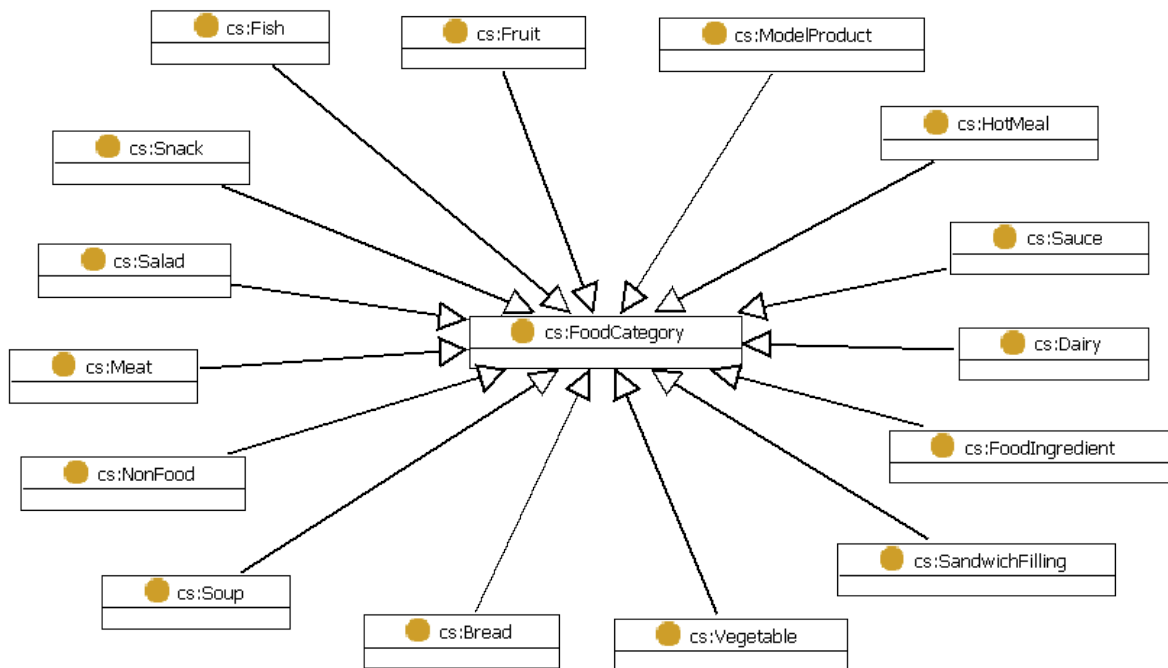 cs:Fish
cs:Fruit
cs:ModelProduct
cs:HotMeal
cs:Snack
cs:Sauce
cs:Salad
cs:FoodCategory
cs:Dairy
cs:Meat
cs:FoodIngredient
cs:NonFood
cs:SandwichFilling
cs:Soup
cs:Bread
cs:Vegetable